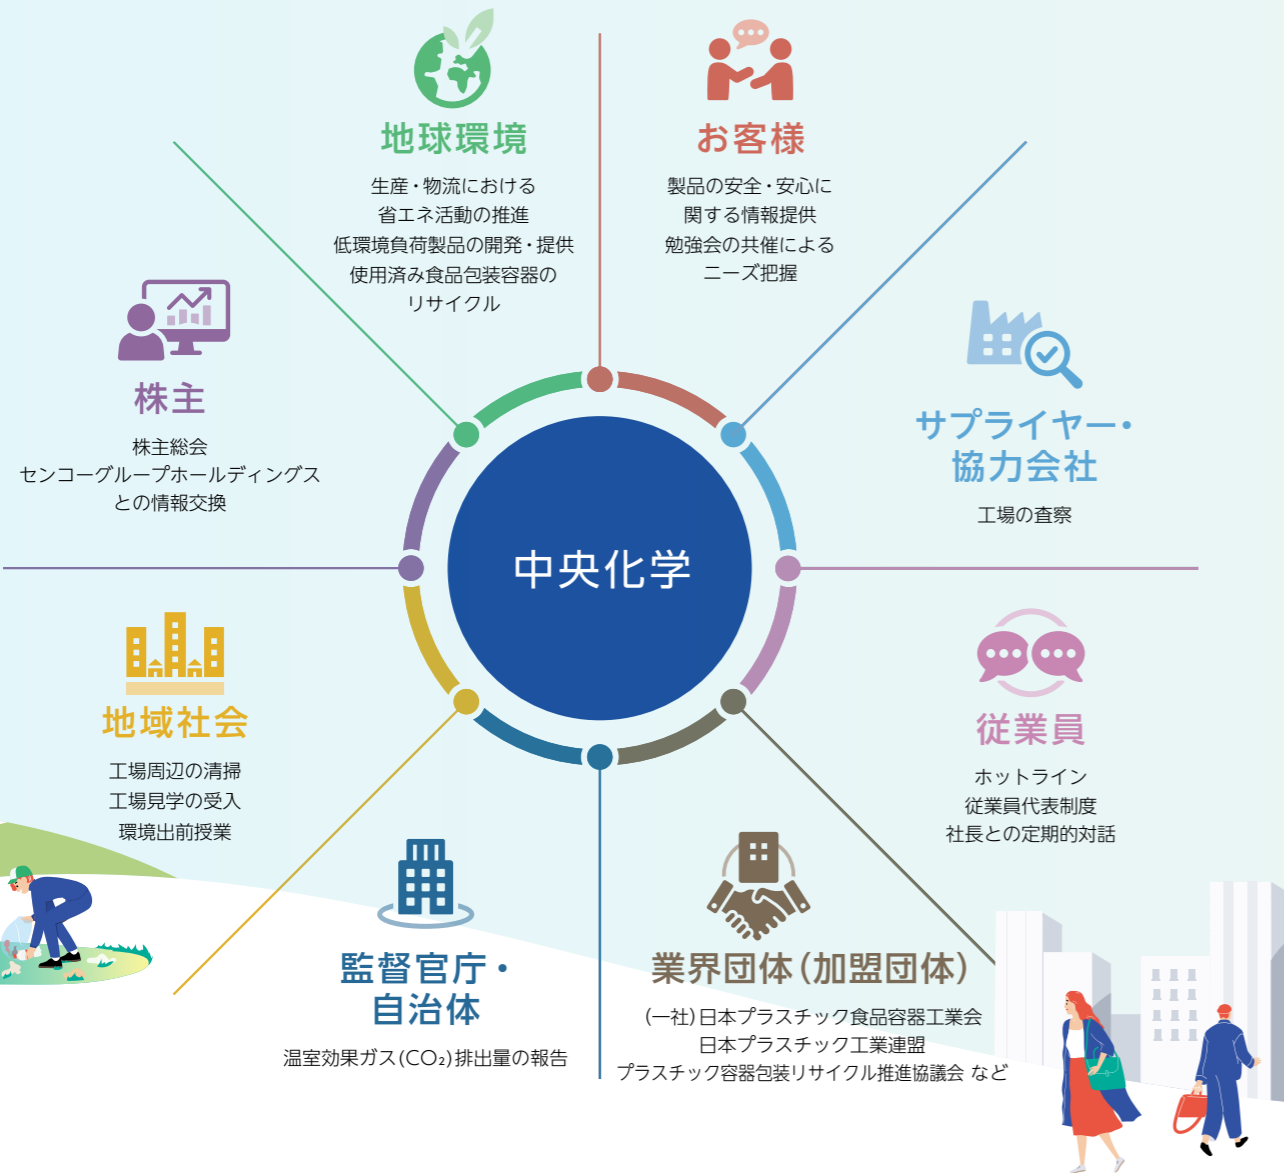 地球環境
生産・物流における
省エネ活動の推進
低環境負荷製品の開発・提供
使用済み食品包装容器の
リサイクル
お客様
製品の安全・安心に
関する情報提供
勉強会の共催による
ニーズ把握
サプライヤー・
協力会社
工場の査察
従業員
ホットライン
従業員代表制度
社長との定期的対話
業界団体(加盟団体)
(一社)日本プラスチック食品容器工業会
日本プラスチック工業連盟
プラスチック容器包装リサイクル推進協議会 など
監督官庁・
自治体
温室効果ガス(CO₂)排出量の報告
地域社会
工場周辺の清掃
工場見学の受入
環境出前授業
株主
株主総会
センコーグループホールディングス
との情報交換
中央化学